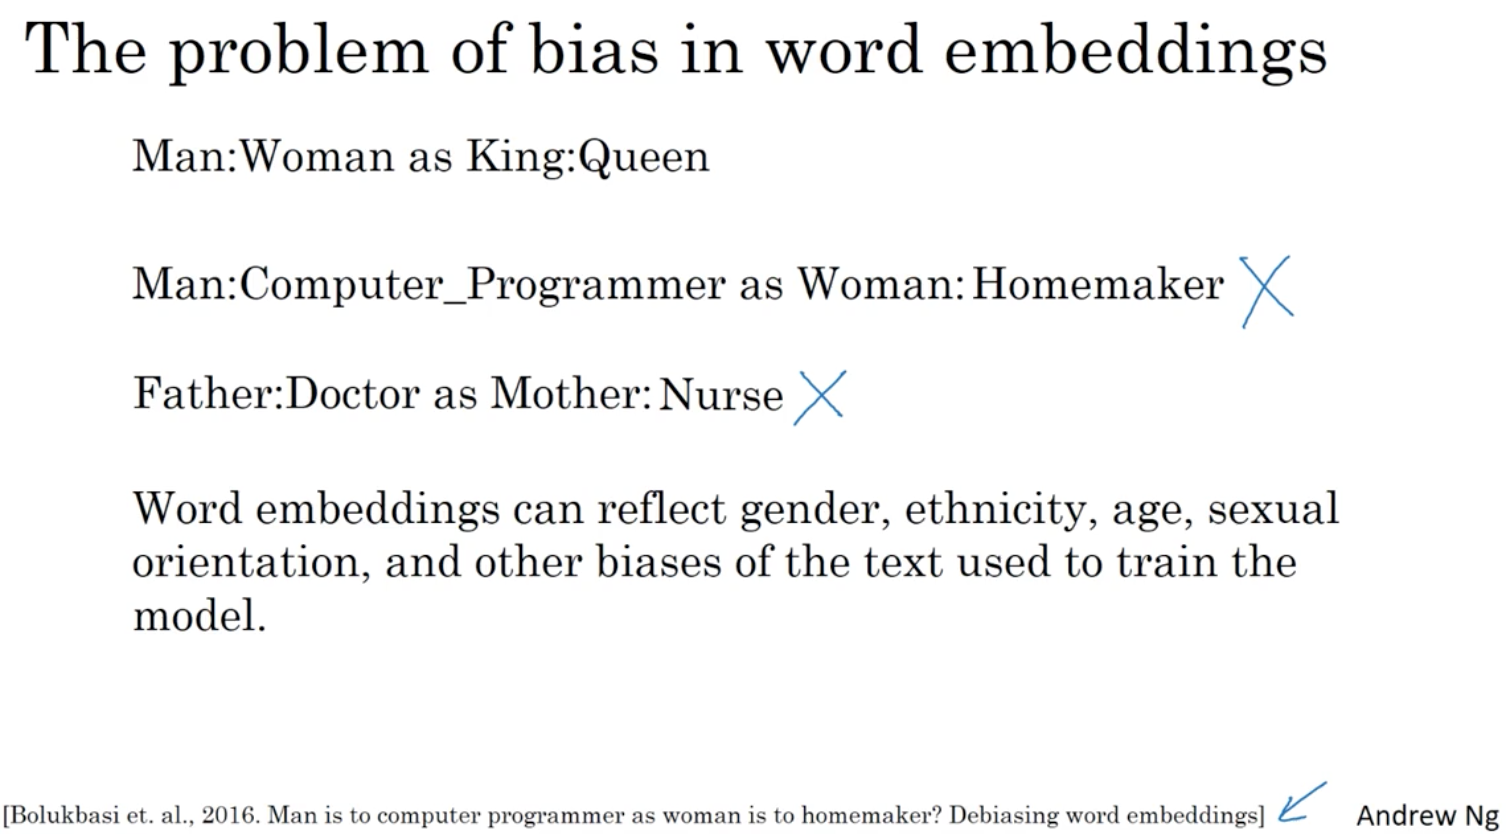 The problem of bias in word embeddings
Man:Woman as King:Queen
Man:Computer_Programmer as Woman: Homemaker
Father:Doctor as Mother: Nurse
Word embeddings can reflect gender, ethnicity, age, sexual
orientation, and other biases of the text used to train the
model.
[Bolukbasi et. al., 2016. Man is to computer programmer as woman is to homemaker? Debiasing word embeddings]
Andrew Ng